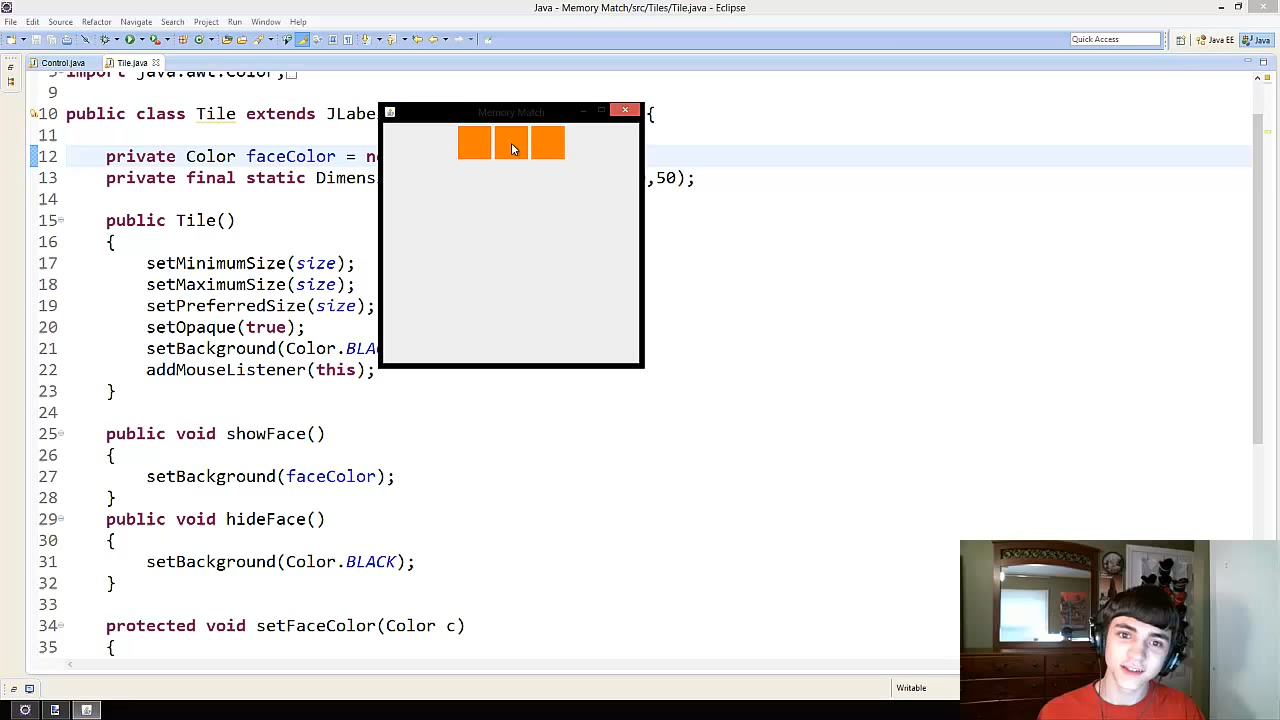 Java - Memory Match/src/Tiles/Tile.java - Eclipse
File Edit Source Refactor Navigate Search Project Run Window Help
Quick Access Java EE Java
Control.java Tile.java
import java.awt.Color;
9
10 public class Tile extends JLabe {
Memory Match
11
12 private Color faceColor = ne
13 private final static Dimens ,50);
14
15 public Tile()
16 {
17 setMinimumSize(size);
18 setMaximumSize(size);
19 setPreferredSize(size);
20 setOpaque(true);
21 setBackground(Color.BLA
22 addMouseListener(this);
23 }
24
25 public void showFace()
26 {
27 setBackground(faceColor);
28 }
29 public void hideFace()
30 {
31 setBackground(Color.BLACK);
32 }
33
34 protected void setFaceColor(Color c)
35 {
Writable